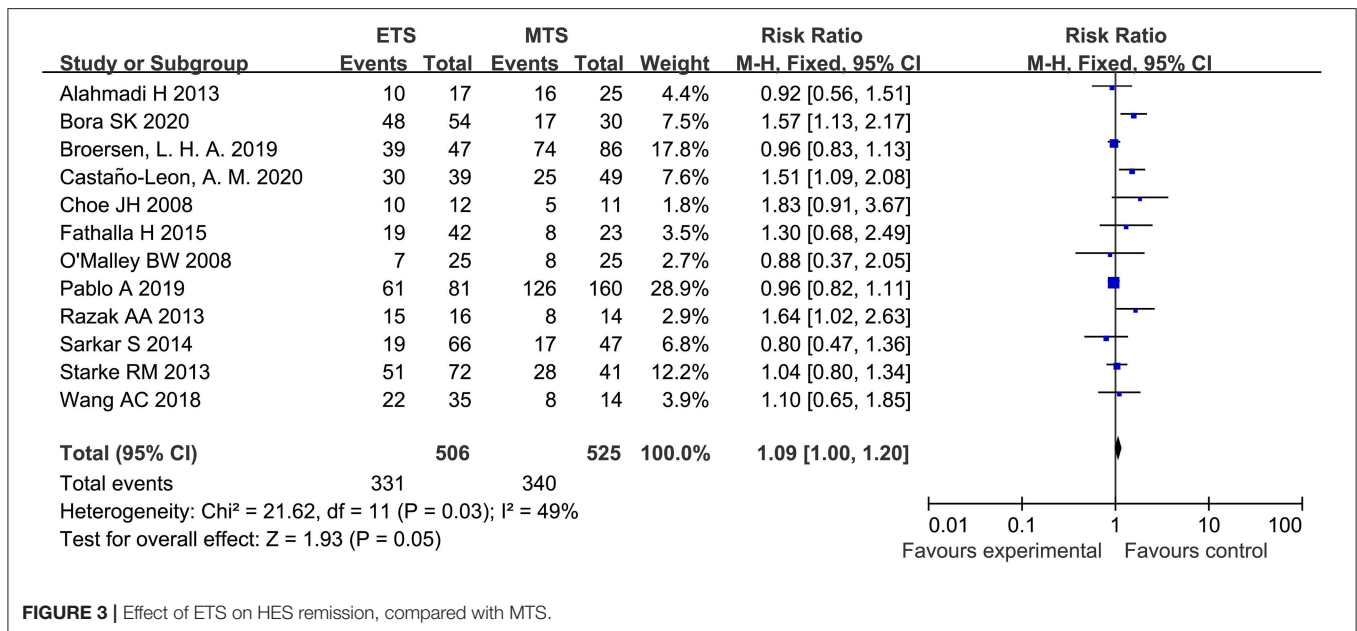 ETS MTS Risk Ratio Risk Ratio
Study or Subgroup Events Total Events Total Weight M-H, Fixed, 95% CI M-H, Fixed, 95% CI
Alahmadi H 2013 10 17 16 25 4.4% 0.92 [0.56, 1.51]
Bora SK 2020 48 54 17 30 7.5% 1.57 [1.13, 2.17]
Broersen, L. H. A. 2019 39 47 74 86 17.8% 0.96 [0.83, 1.13]
Castaño-Leon, A. M. 2020 30 39 25 49 7.6% 1.51 [1.09, 2.08]
Choe JH 2008 10 12 5 11 1.8% 1.83 [0.91, 3.67]
Fathalla H 2015 19 42 8 23 3.5% 1.30 [0.68, 2.49]
O'Malley BW 2008 7 25 8 25 2.7% 0.88 [0.37, 2.05]
Pablo A 2019 61 81 126 160 28.9% 0.96 [0.82, 1.11]
Razak AA 2013 15 16 8 14 2.9% 1.64 [1.02, 2.63]
Sarkar S 2014 19 66 17 47 6.8% 0.80 [0.47, 1.36]
Starke RM 2013 51 72 28 41 12.2% 1.04 [0.80, 1.34]
Wang AC 2018 22 35 8 14 3.9% 1.10 [0.65, 1.85]
Total (95% CI) 506 525 100.0% 1.09 [1.00, 1.20]
Total events 331 340
Heterogeneity: Chi² = 21.62, df = 11 (P = 0.03); I² = 49%
Test for overall effect: Z = 1.93 (P = 0.05)
0.01 0.1 1 10 100
Favours experimental Favours control
FIGURE 3 | Effect of ETS on HES remission, compared with MTS.